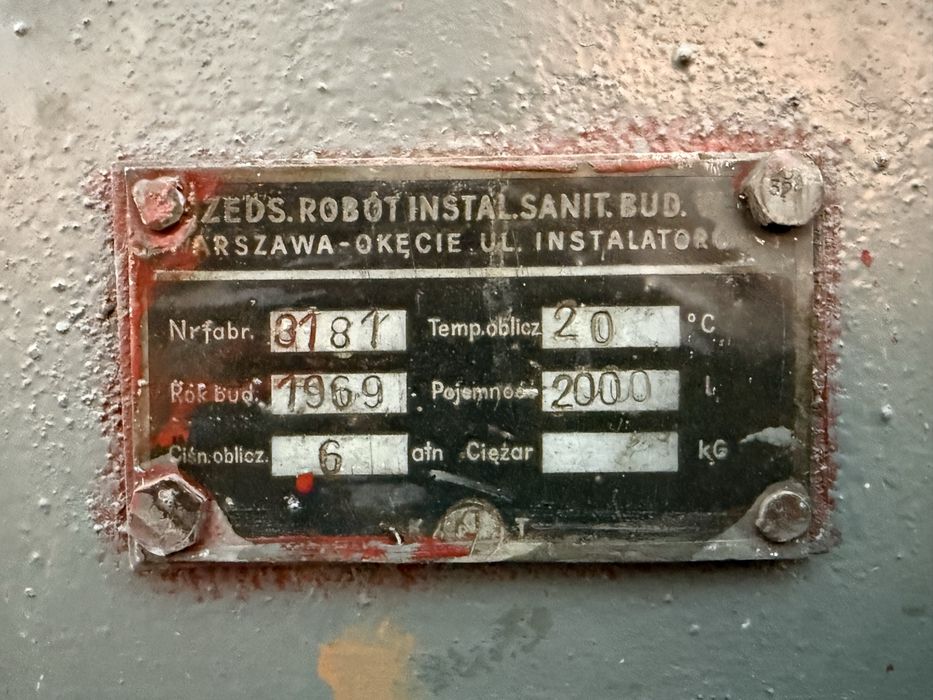 ZEDS. ROBÓT INSTAL. SANIT. BUD.
ARSZAWA-OKĘCIE UL. INSTALATORÓ
Nr fabr. 8181 Temp. oblicz 20 °C
Rok bud. 1969 Pojemność 2000 l
Ciśn. oblicz. 6 atn Ciężar kG
K T